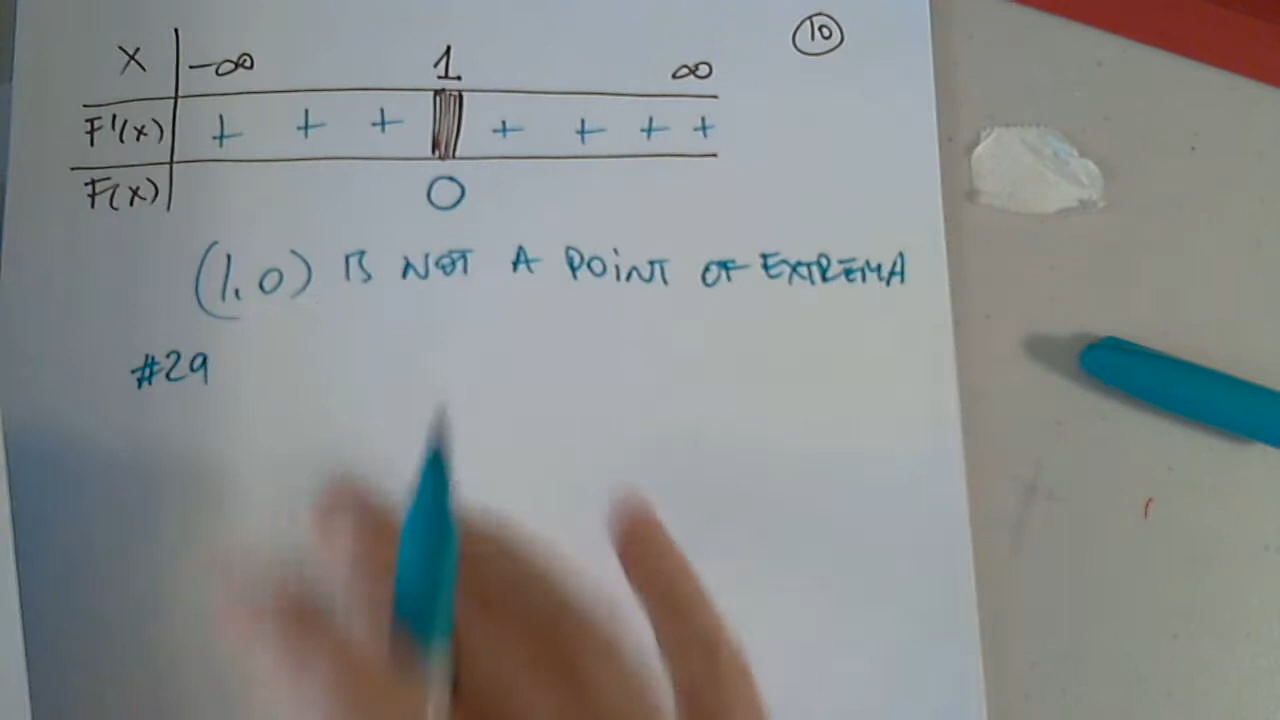 10
X -∞ 1 ∞
F'(x) + + + + + + +
F(x) 0
(1,0) IS NOT A POINT OF EXTREMA
#29